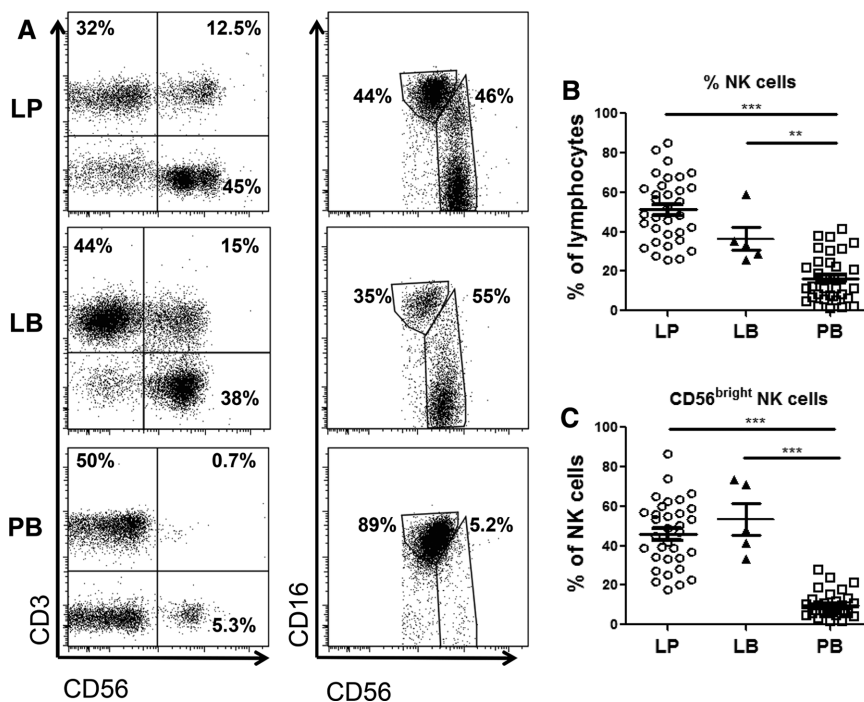 A
LP
32% 12.5%
45%
44% 46%
LB
44% 15%
38%
35% 55%
PB
50% 0.7%
5.3%
89% 5.2%
CD3
CD56
CD16
CD56
B
% NK cells
***
**
% of lymphocytes
100
80
60
40
20
0
LP LB PB
C
CD56bright NK cells
***
***
% of NK cells
100
80
60
40
20
0
LP LB PB